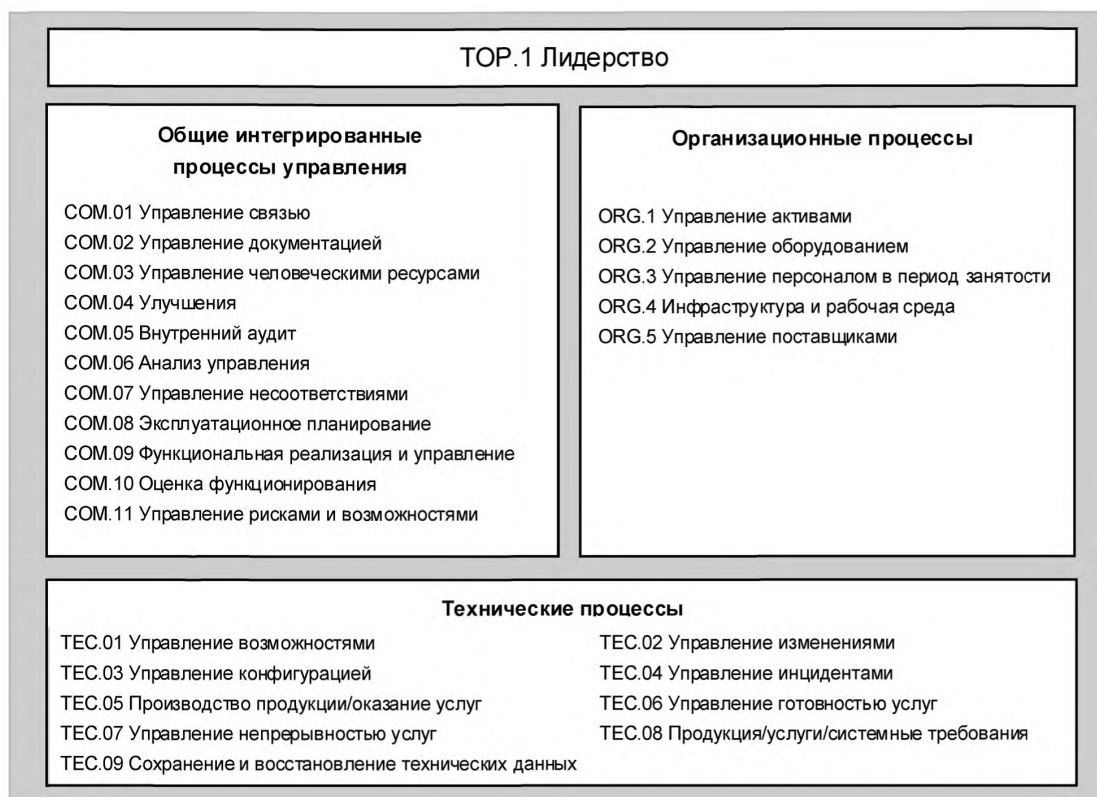 TOP.1 Лидерство
Общие интегрированные
процессы управления
COM.01 Управление связью
COM.02 Управление документацией
COM.03 Управление человеческими ресурсами
COM.04 Улучшения
COM.05 Внутренний аудит
COM.06 Анализ управления
COM.07 Управление несоответствиями
COM.08 Эксплуатационное планирование
COM.09 Функциональная реализация и управление
COM.10 Оценка функционирования
COM.11 Управление рисками и возможностями
Организационные процессы
ORG.1 Управление активами
ORG.2 Управление оборудованием
ORG.3 Управление персоналом в период занятости
ORG.4 Инфраструктура и рабочая среда
ORG.5 Управление поставщиками
Технические процессы
TEC.01 Управление возможностями
TEC.02 Управление изменениями
TEC.03 Управление конфигурацией
TEC.04 Управление инцидентами
TEC.05 Производство продукции/оказание услуг
TEC.06 Управление готовностью услуг
TEC.07 Управление непрерывностью услуг
TEC.08 Продукция/услуги/системные требования
TEC.09 Сохранение и восстановление технических данных